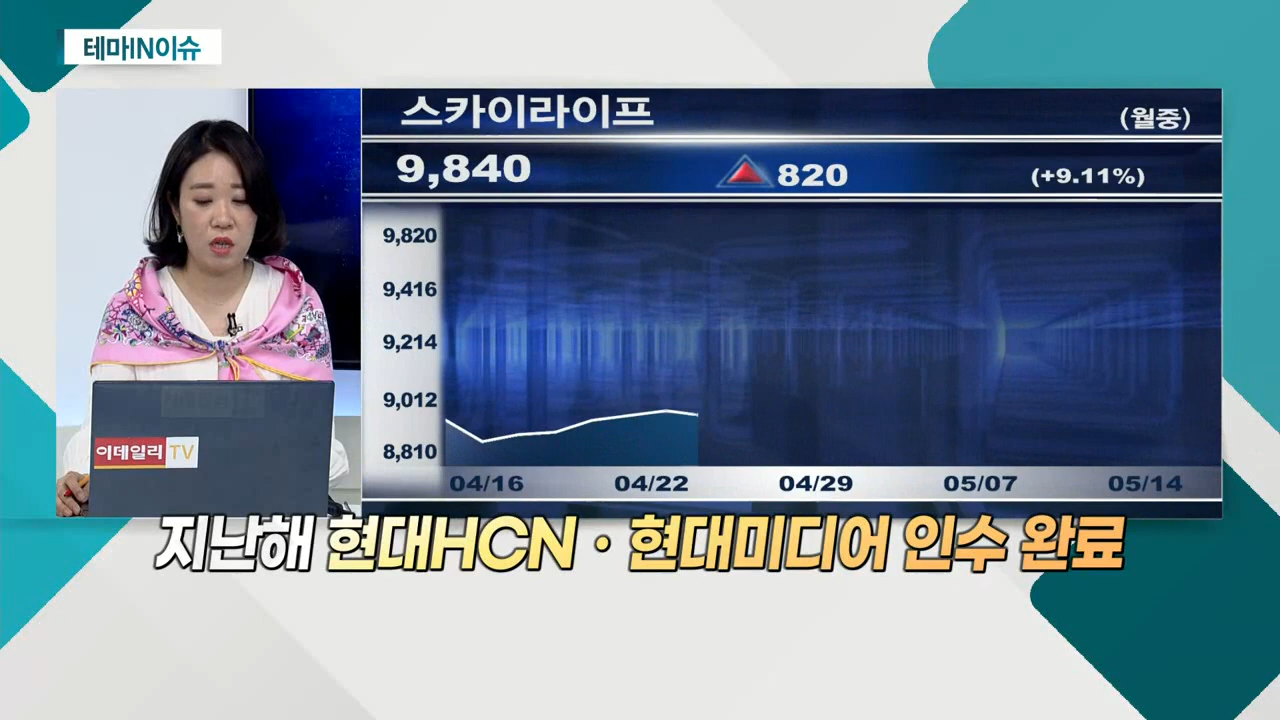 테마IN이슈
스카이라이프 (월중)
9,840 820 (+9.11%)
9,820
9,416
9,214
9,012
8,810
04/16 04/22 04/29 05/07 05/14
이데일리TV
지난해 현대HCN·현대미디어 인수 완료